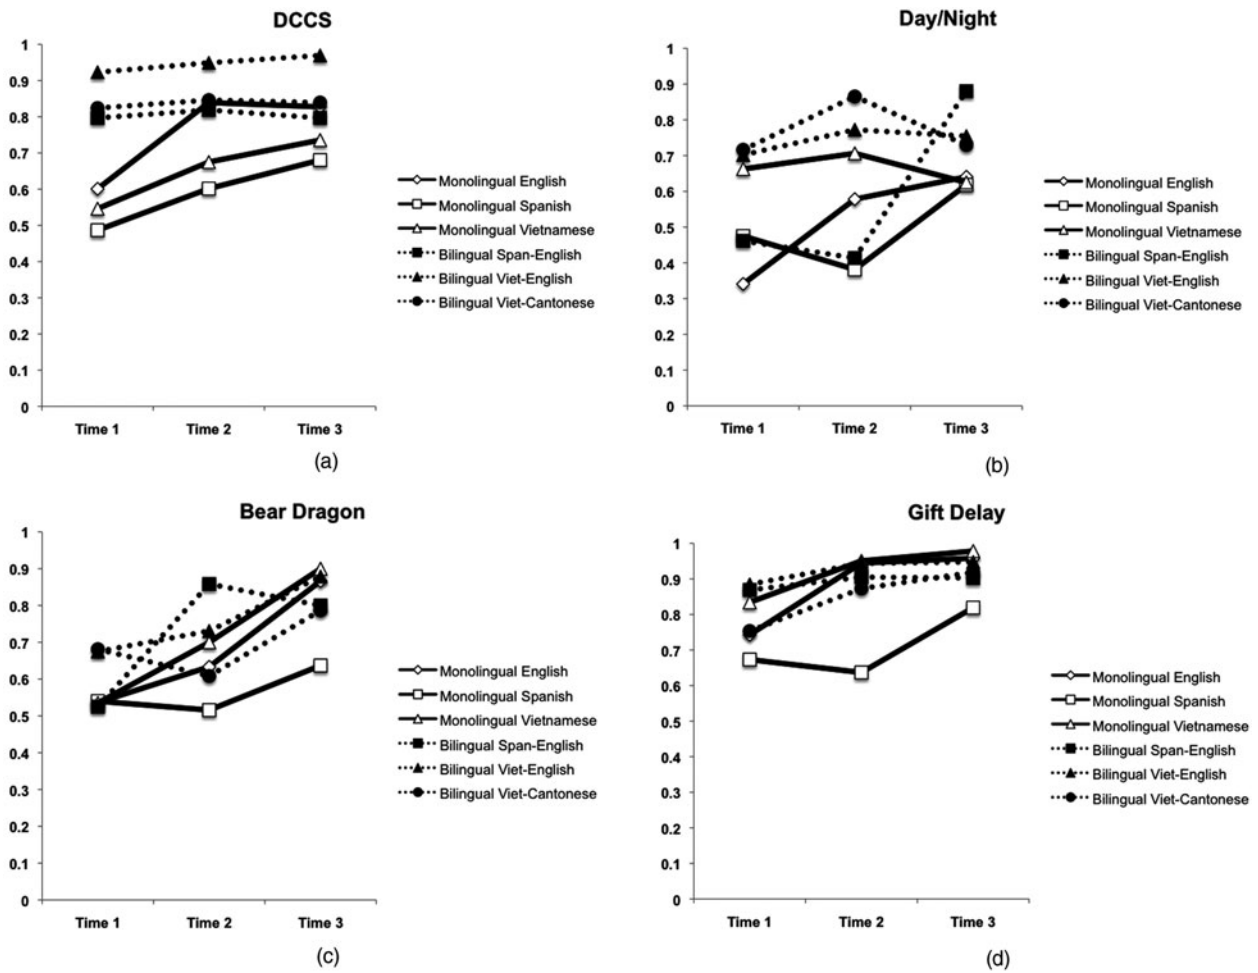 DCCS
1
0.9
0.8
0.7
0.6
0.5
0.4
0.3
0.2
0.1
0
Time 1 Time 2 Time 3
Monolingual English
Monolingual Spanish
Monolingual Vietnamese
Bilingual Span-English
Bilingual Viet-English
Bilingual Viet-Cantonese
(a)
Day/Night
1
0.9
0.8
0.7
0.6
0.5
0.4
0.3
0.2
0.1
0
Time 1 Time 2 Time 3
Monolingual English
Monolingual Spanish
Monolingual Vietnamese
Bilingual Span-English
Bilingual Viet-English
Bilingual Viet-Cantonese
(b)
Bear Dragon
1
0.9
0.8
0.7
0.6
0.5
0.4
0.3
0.2
0.1
0
Time 1 Time 2 Time 3
Monolingual English
Monolingual Spanish
Monolingual Vietnamese
Bilingual Span-English
Bilingual Viet-English
Bilingual Viet-Cantonese
(c)
Gift Delay
1
0.9
0.8
0.7
0.6
0.5
0.4
0.3
0.2
0.1
0
Time 1 Time 2 Time 3
Monolingual English
Monolingual Spanish
Monolingual Vietnamese
Bilingual Span-English
Bilingual Viet-English
Bilingual Viet-Cantonese
(d)